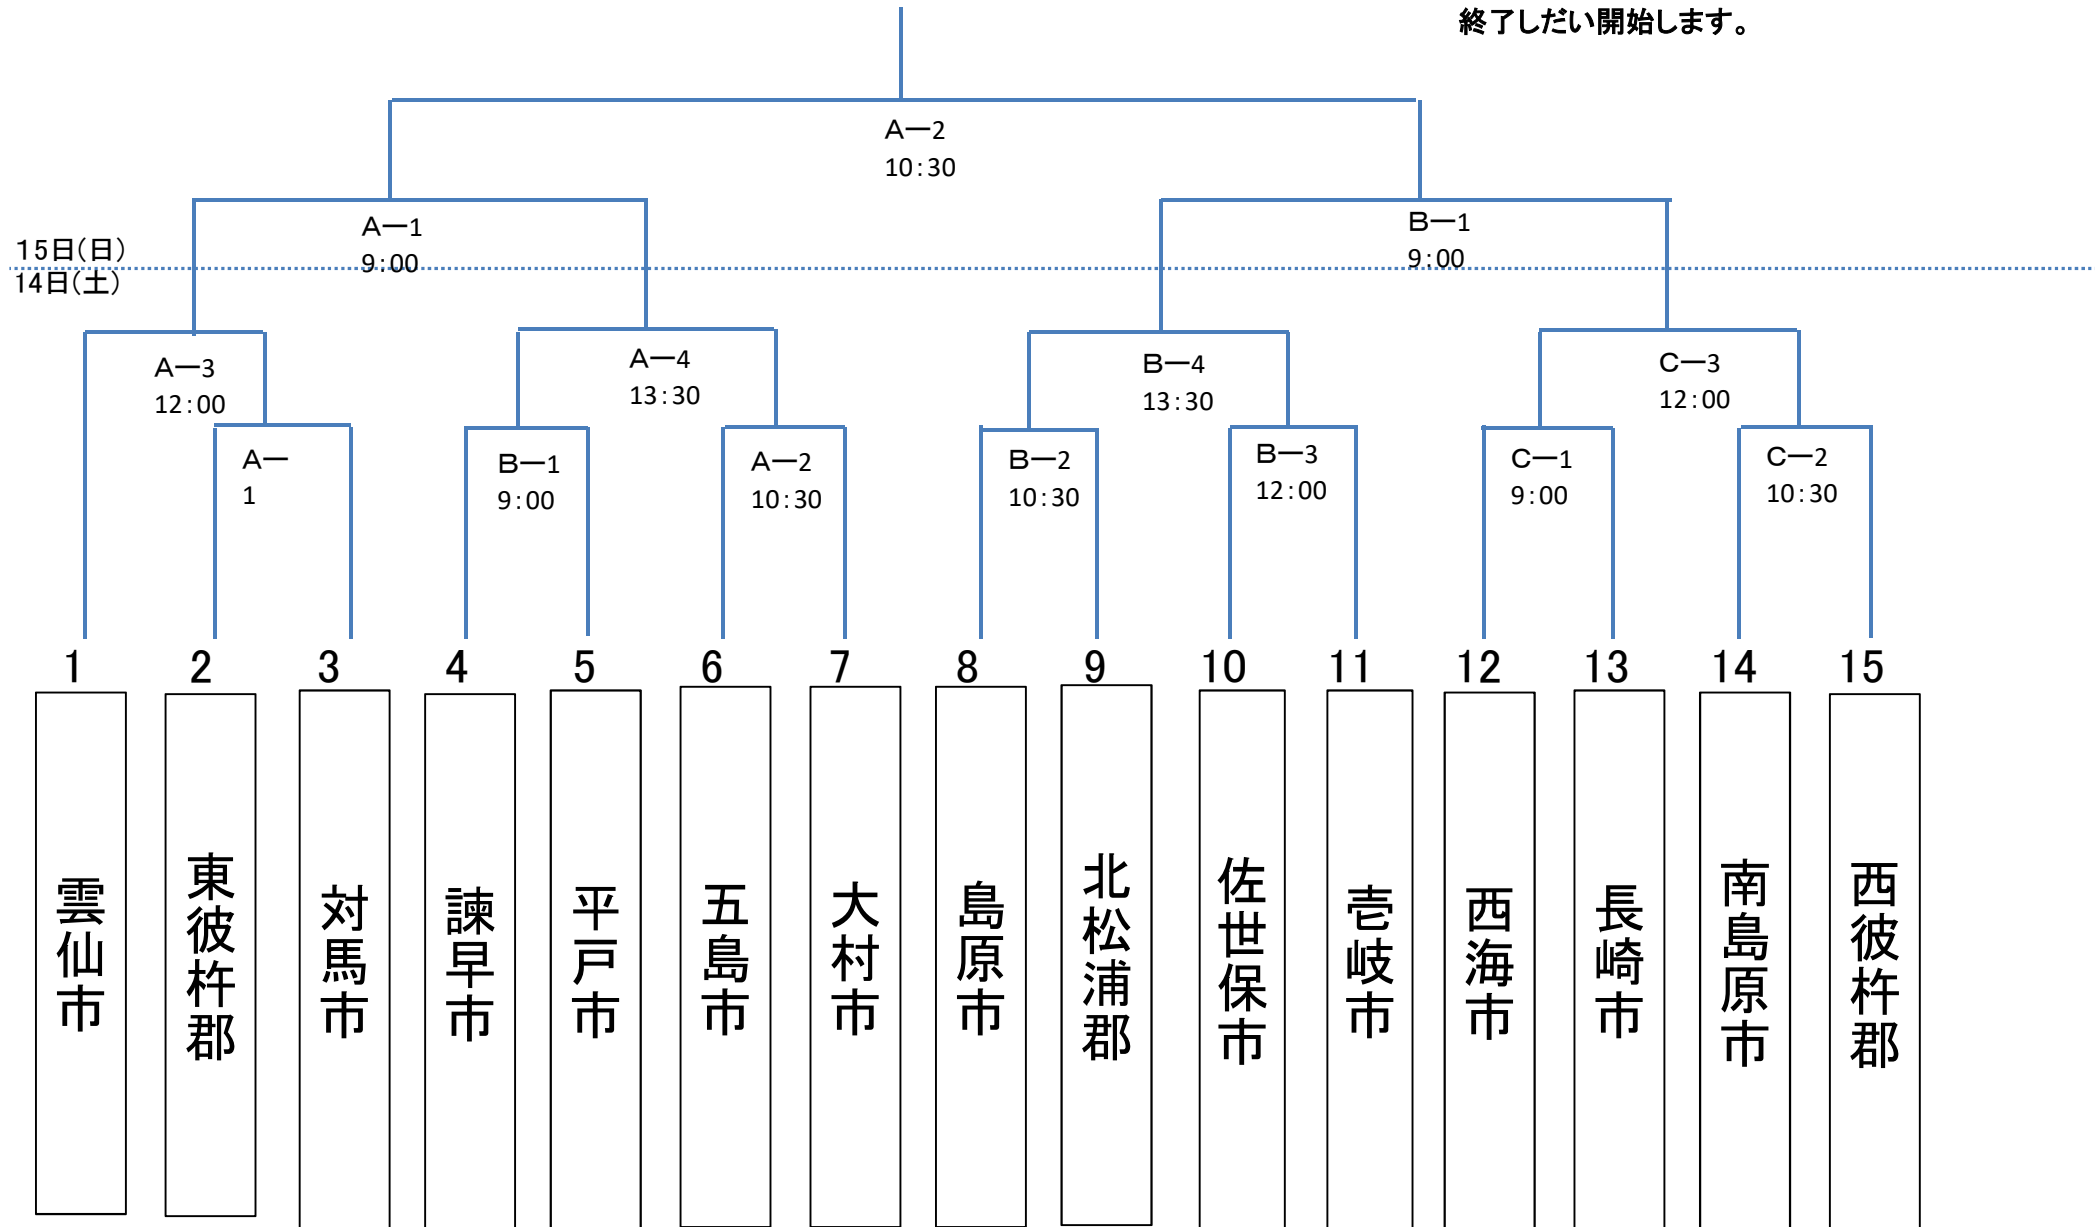 終了しだい開始します。
A―2
10:30
A―1
9:00
B―1
9:00
15日(日)
14日(土)
A―3
12:00
A―4
13:30
B―4
13:30
C―3
12:00
A―
1
B―1
9:00
A―2
10:30
B―2
10:30
B―3
12:00
C―1
9:00
C―2
10:30
1 2 3 4 5 6 7 8 9 10 11 12 13 14 15
雲仙市
東彼杵郡
対馬市
諫早市
平戸市
五島市
大村市
島原市
北松浦郡
佐世保市
壱岐市
西海市
長崎市
南島原市
西彼杵郡